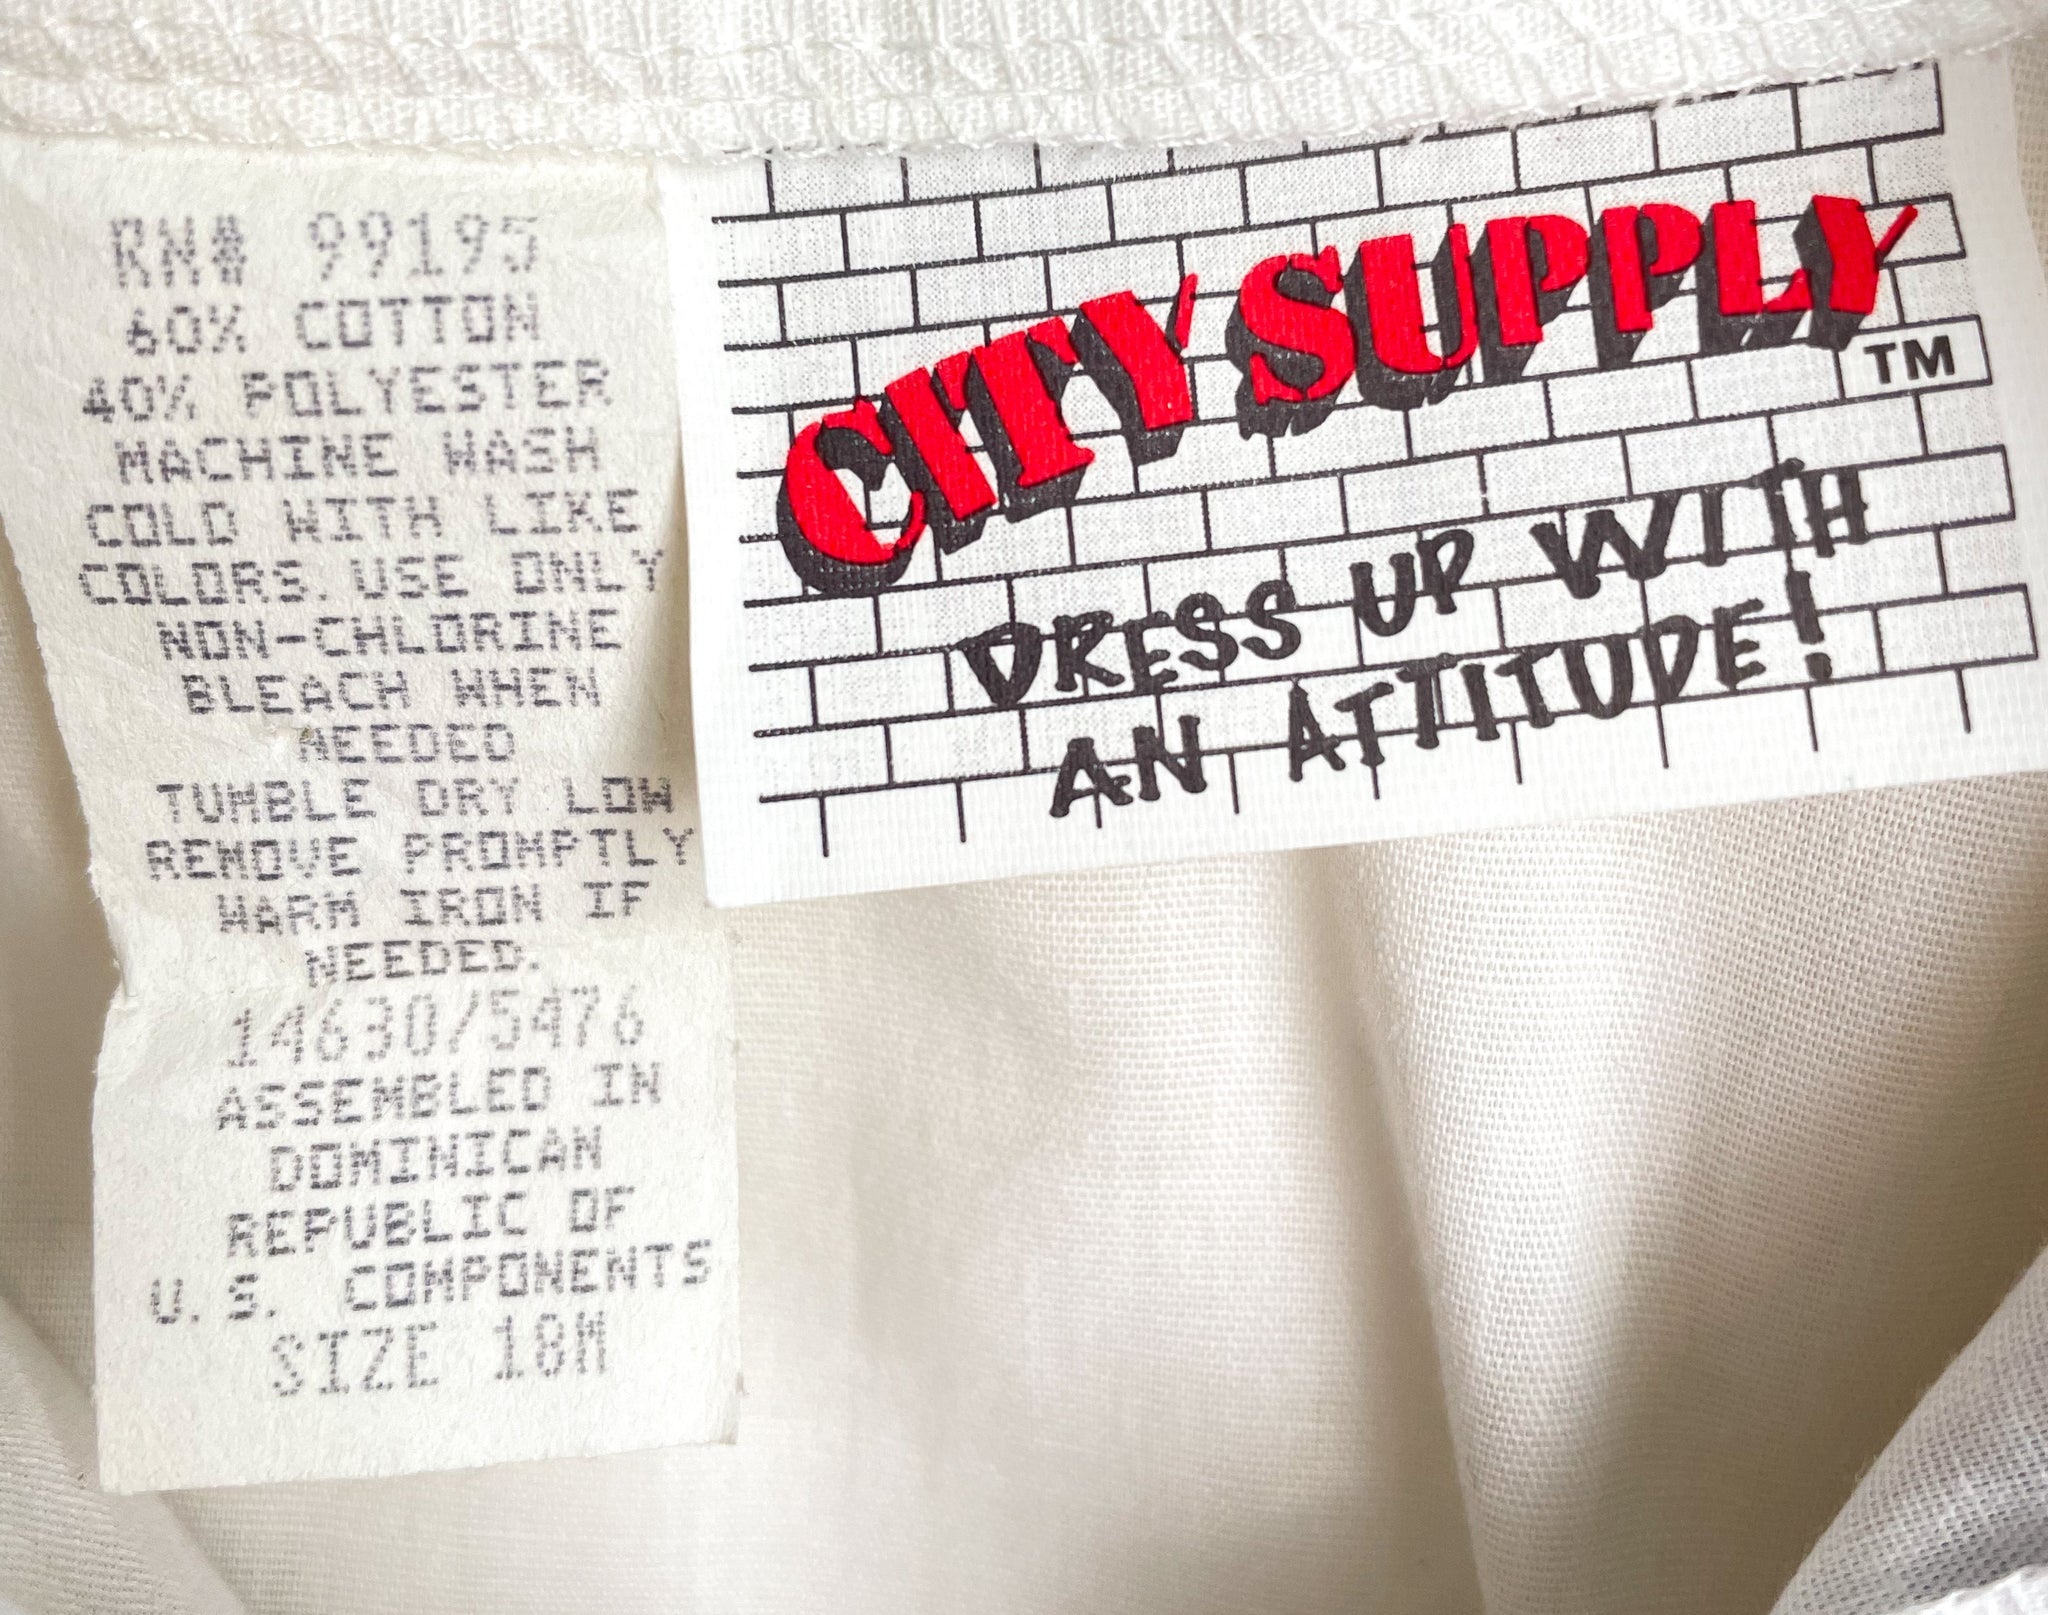 RN# 99195
60% COTTON
40% POLYESTER
MACHINE WASH
COLD WITH LIKE
COLORS. USE ONLY
NON-CHLORINE
BLEACH WHEN
NEEDED
TUMBLE DRY LOW
REMOVE PROMPTLY
WARM IRON IF
NEEDED.
14630/5476
ASSEMBLED IN
DOMINICAN
REPUBLIC OF
U.S. COMPONENTS
SIZE 18M
CITY SUPPLY
TM
DRESS UP WITH
AN ATTITUDE!